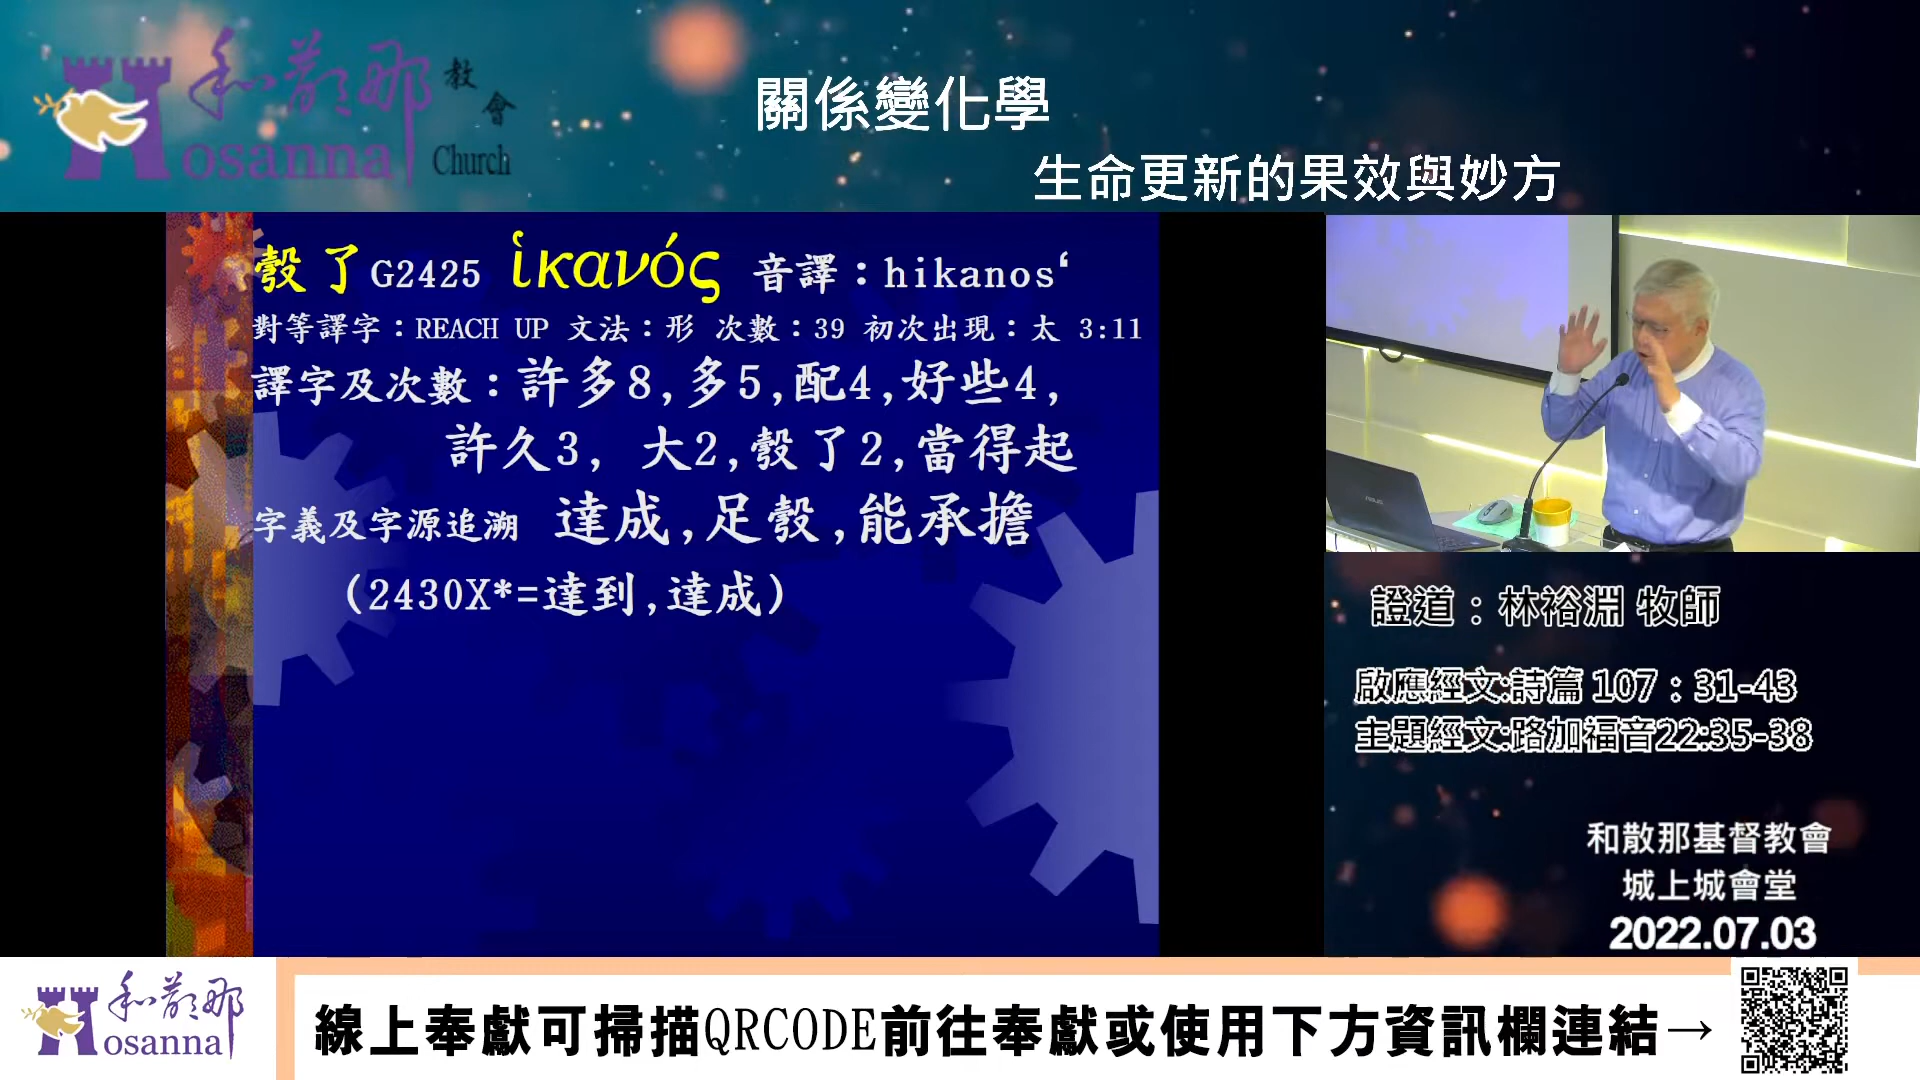 和散那教會
Hosanna Church
關係變化學
生命更新的果效與妙方
彀了G2425 ἱκανός 音譯：hikanos‘
對等譯字：REACH UP 文法：形 次數：39 初次出現：太 3:11
譯字及次數：許多8,多5,配4,好些4,
許久3, 大2,彀了2,當得起
字義及字源追溯 達成,足彀,能承擔
(2430X*=達到,達成)
ASUS
證道：林裕淵 牧師
啟應經文:詩篇 107：31-43
主題經文:路加福音22:35-38
和散那基督教會
城上城會堂
2022.07.03
和散那
Hosanna
線上奉獻可掃描QRCODE前往奉獻或使用下方資訊欄連結→